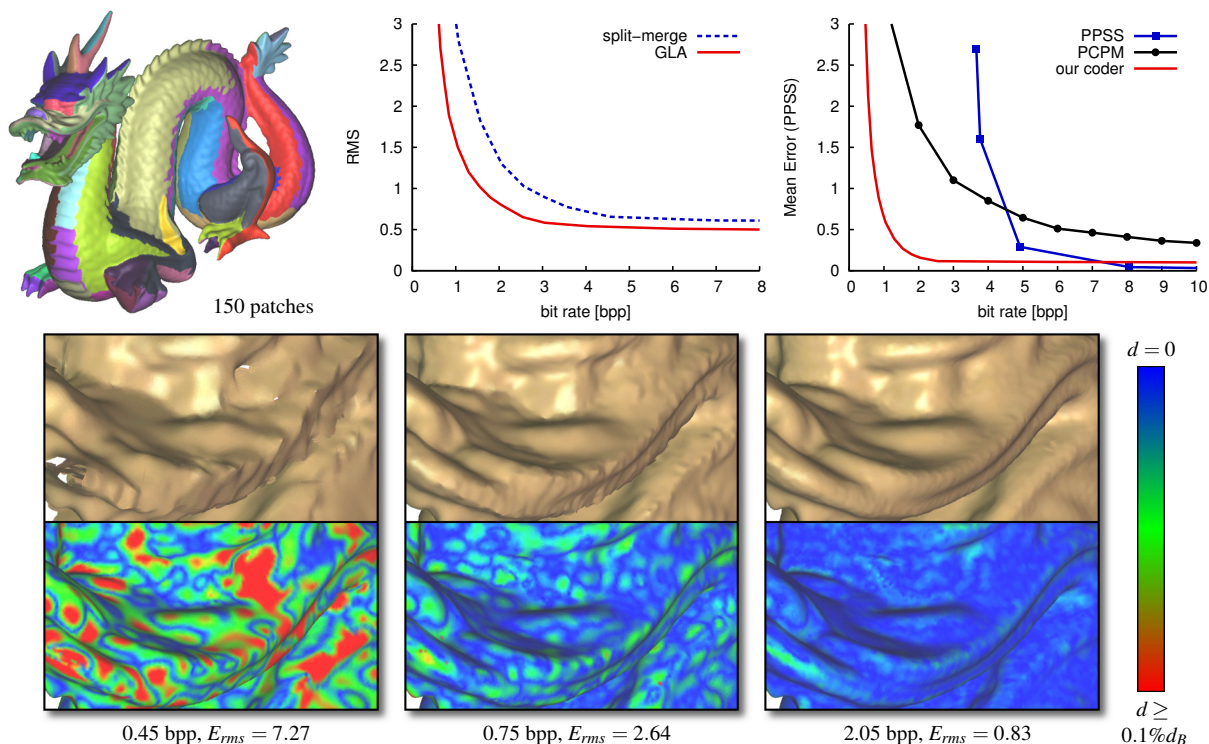 150 patches
3
2.5
2
1.5
1
0.5
0
RMS
split−merge
GLA
0 1 2 3 4 5 6 7 8
bit rate [bpp]
3
2.5
2
1.5
1
0.5
0
Mean Error (PPSS)
PPSS
PCPM
our coder
0 1 2 3 4 5 6 7 8 9 10
bit rate [bpp]
d = 0
d ≥
0.1%d_B
0.45 bpp, E_rms = 7.27
0.75 bpp, E_rms = 2.64
2.05 bpp, E_rms = 0.83